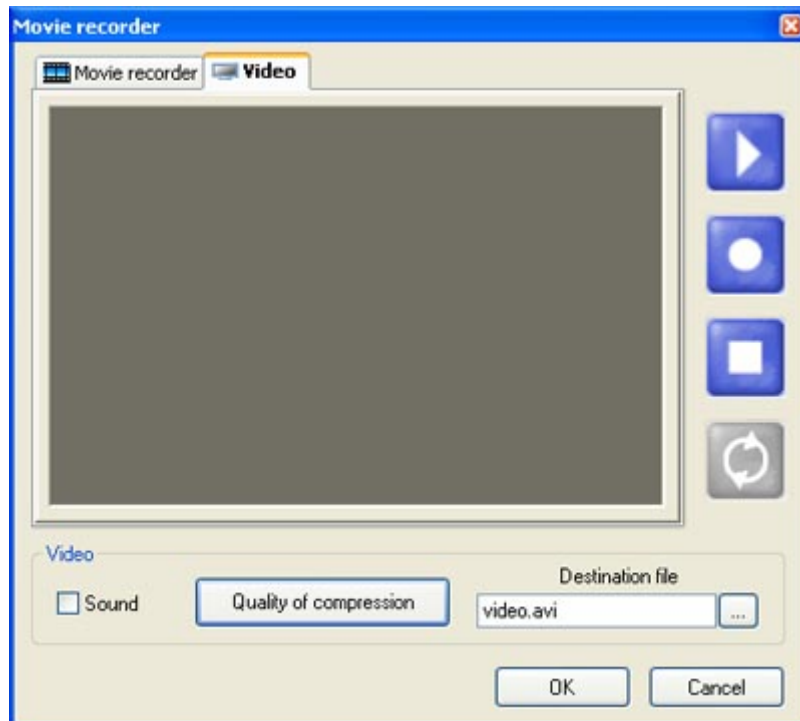 Movie recorder
Movie recorder Video
Video
Destination file
Sound Quality of compression video.avi ...
OK Cancel